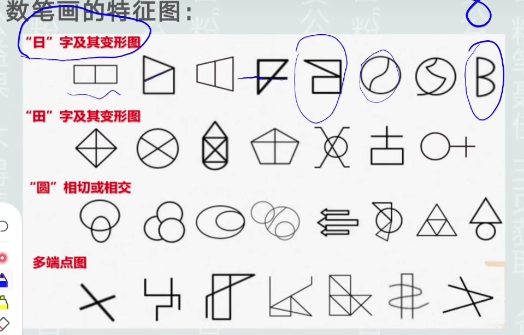 数笔画的特征图：
“日”字及其变形图
“田”字及其变形图
“圆”相切或相交
多端点图